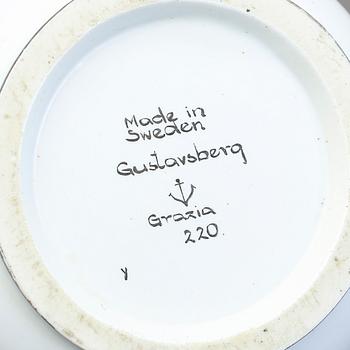 Made in
Sweden
Gustavsberg
Grazia
220.
Y